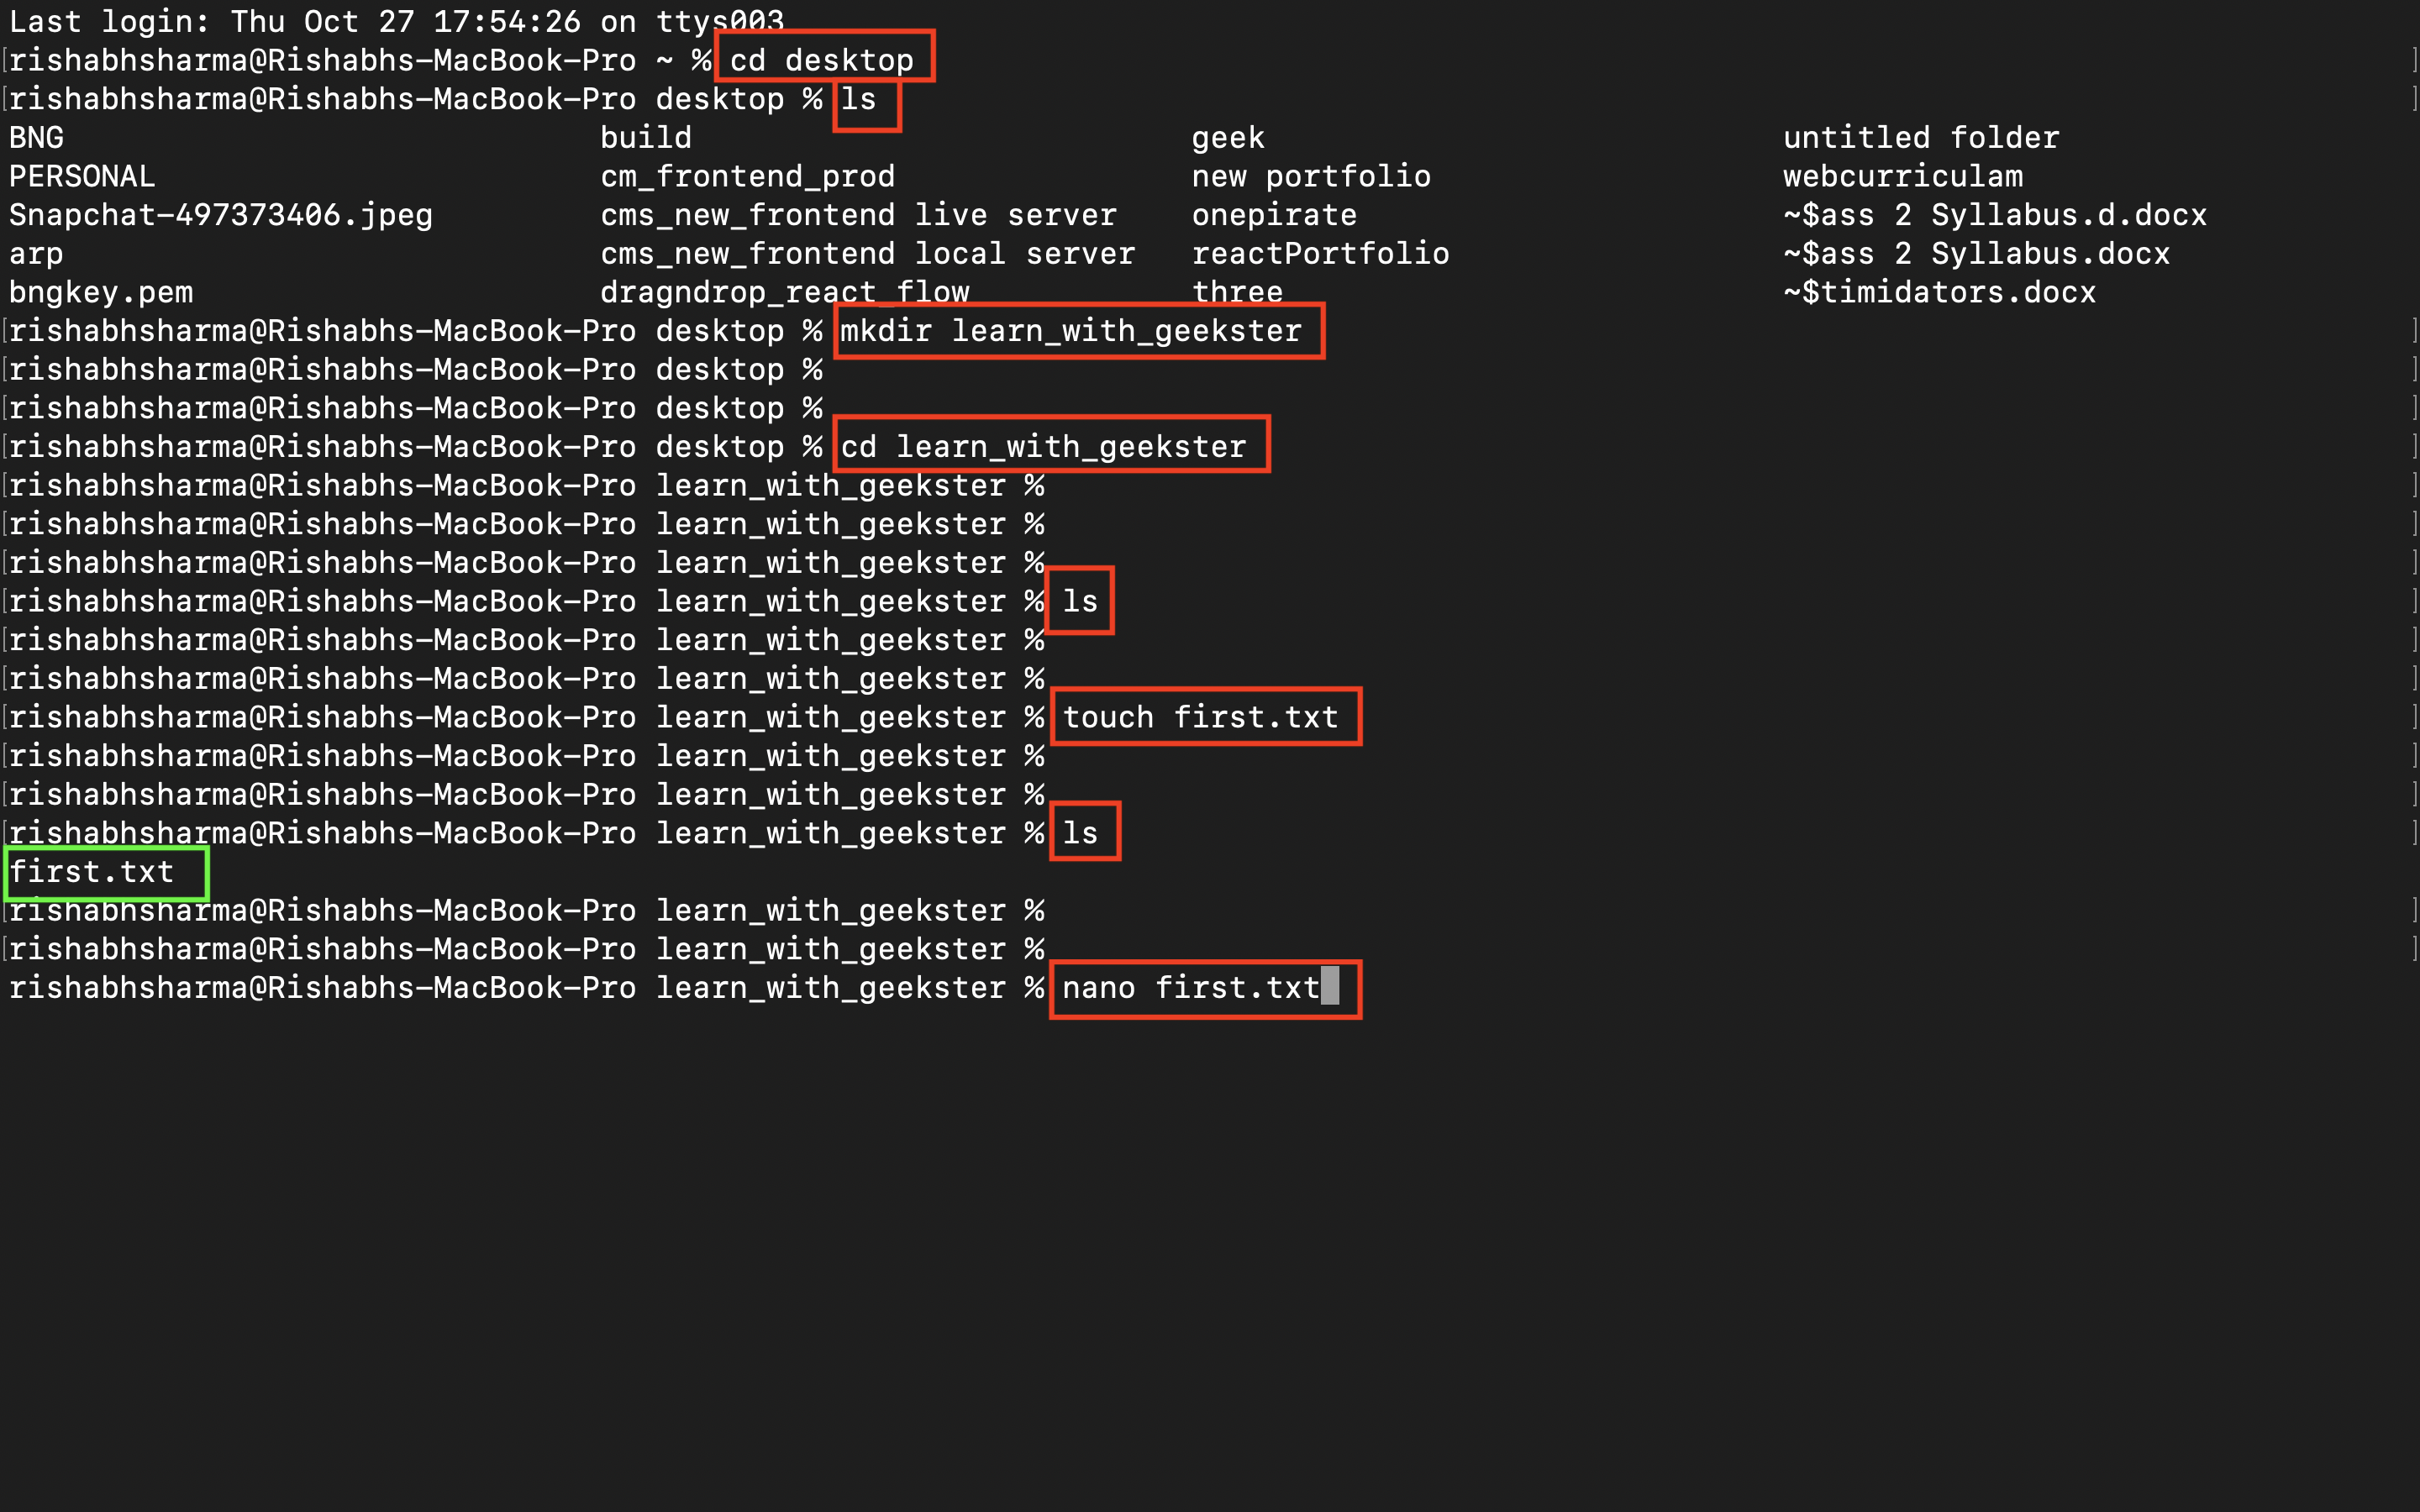 Last login: Thu Oct 27 17:54:26 on ttys003
[rishabhsharma@Rishabhs-MacBook-Pro ~ % cd desktop ]
[rishabhsharma@Rishabhs-MacBook-Pro desktop % ls ]
BNG build geek untitled folder
PERSONAL cm_frontend_prod new portfolio webcurriculam
Snapchat-497373406.jpeg cms_new_frontend live server onepirate ~$ass 2 Syllabus.d.docx
arp cms_new_frontend local server reactPortfolio ~$ass 2 Syllabus.docx
bngkey.pem dragndrop_react_flow three ~$timidators.docx
[rishabhsharma@Rishabhs-MacBook-Pro desktop % mkdir learn_with_geekster ]
[rishabhsharma@Rishabhs-MacBook-Pro desktop % ]
[rishabhsharma@Rishabhs-MacBook-Pro desktop % ]
[rishabhsharma@Rishabhs-MacBook-Pro desktop % cd learn_with_geekster ]
[rishabhsharma@Rishabhs-MacBook-Pro learn_with_geekster % ]
[rishabhsharma@Rishabhs-MacBook-Pro learn_with_geekster % ]
[rishabhsharma@Rishabhs-MacBook-Pro learn_with_geekster % ]
[rishabhsharma@Rishabhs-MacBook-Pro learn_with_geekster % ls ]
[rishabhsharma@Rishabhs-MacBook-Pro learn_with_geekster % ]
[rishabhsharma@Rishabhs-MacBook-Pro learn_with_geekster % ]
[rishabhsharma@Rishabhs-MacBook-Pro learn_with_geekster % touch first.txt ]
[rishabhsharma@Rishabhs-MacBook-Pro learn_with_geekster % ]
[rishabhsharma@Rishabhs-MacBook-Pro learn_with_geekster % ]
[rishabhsharma@Rishabhs-MacBook-Pro learn_with_geekster % ls ]
first.txt
[rishabhsharma@Rishabhs-MacBook-Pro learn_with_geekster % ]
[rishabhsharma@Rishabhs-MacBook-Pro learn_with_geekster % ]
rishabhsharma@Rishabhs-MacBook-Pro learn_with_geekster % nano first.txt